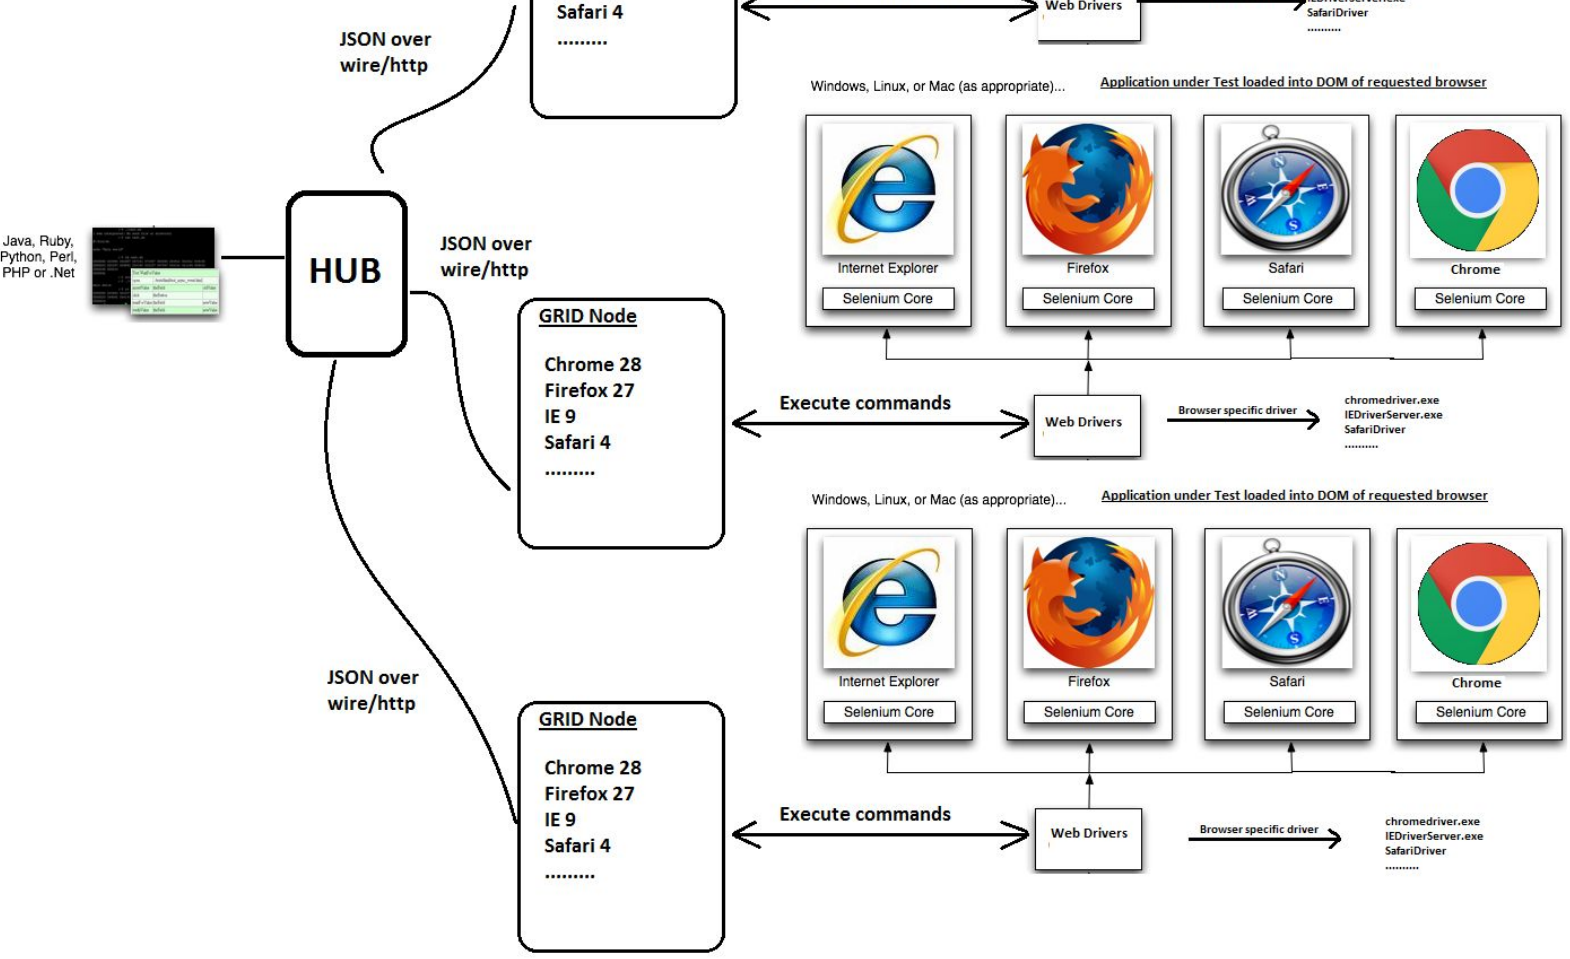 Safari 4
.........
Web Drivers
SafariDriver
..........
JSON over
wire/http
Windows, Linux, or Mac (as appropriate)...
Application under Test loaded into DOM of requested browser
Internet Explorer
Firefox
Safari
Chrome
Selenium Core
Selenium Core
Selenium Core
Selenium Core
Java, Ruby,
Python, Perl,
PHP or .Net
HUB
JSON over
wire/http
GRID Node
Chrome 28
Firefox 27
IE 9
Safari 4
.........
Execute commands
Web Drivers
Browser specific driver
chromedriver.exe
IEDriverServer.exe
SafariDriver
..........
Windows, Linux, or Mac (as appropriate)...
Application under Test loaded into DOM of requested browser
Internet Explorer
Firefox
Safari
Chrome
Selenium Core
Selenium Core
Selenium Core
Selenium Core
JSON over
wire/http
GRID Node
Chrome 28
Firefox 27
IE 9
Safari 4
.........
Execute commands
Web Drivers
Browser specific driver
chromedriver.exe
IEDriverServer.exe
SafariDriver
..........